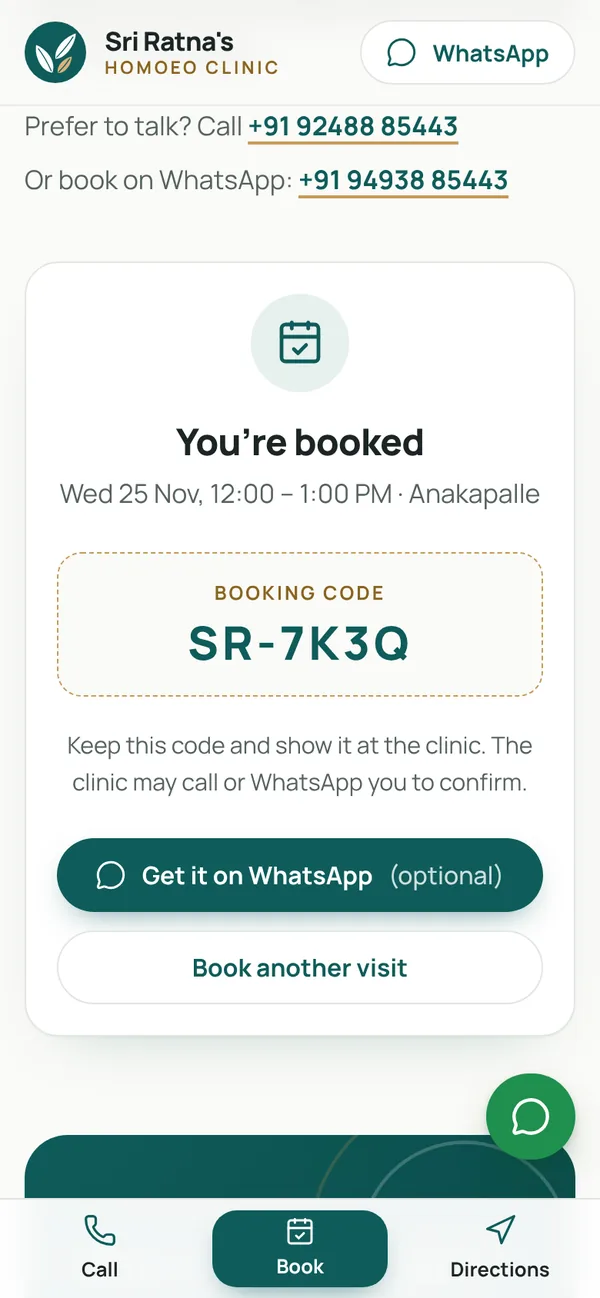 Sri Ratna's
HOMOEO CLINIC
WhatsApp
Prefer to talk? Call +91 92488 85443
Or book on WhatsApp: +91 94938 85443
You’re booked
Wed 25 Nov, 12:00 – 1:00 PM · Anakapalle
BOOKING CODE
SR-7K3Q
Keep this code and show it at the clinic. The
clinic may call or WhatsApp you to confirm.
Get it on WhatsApp (optional)
Book another visit
Call
Book
Directions